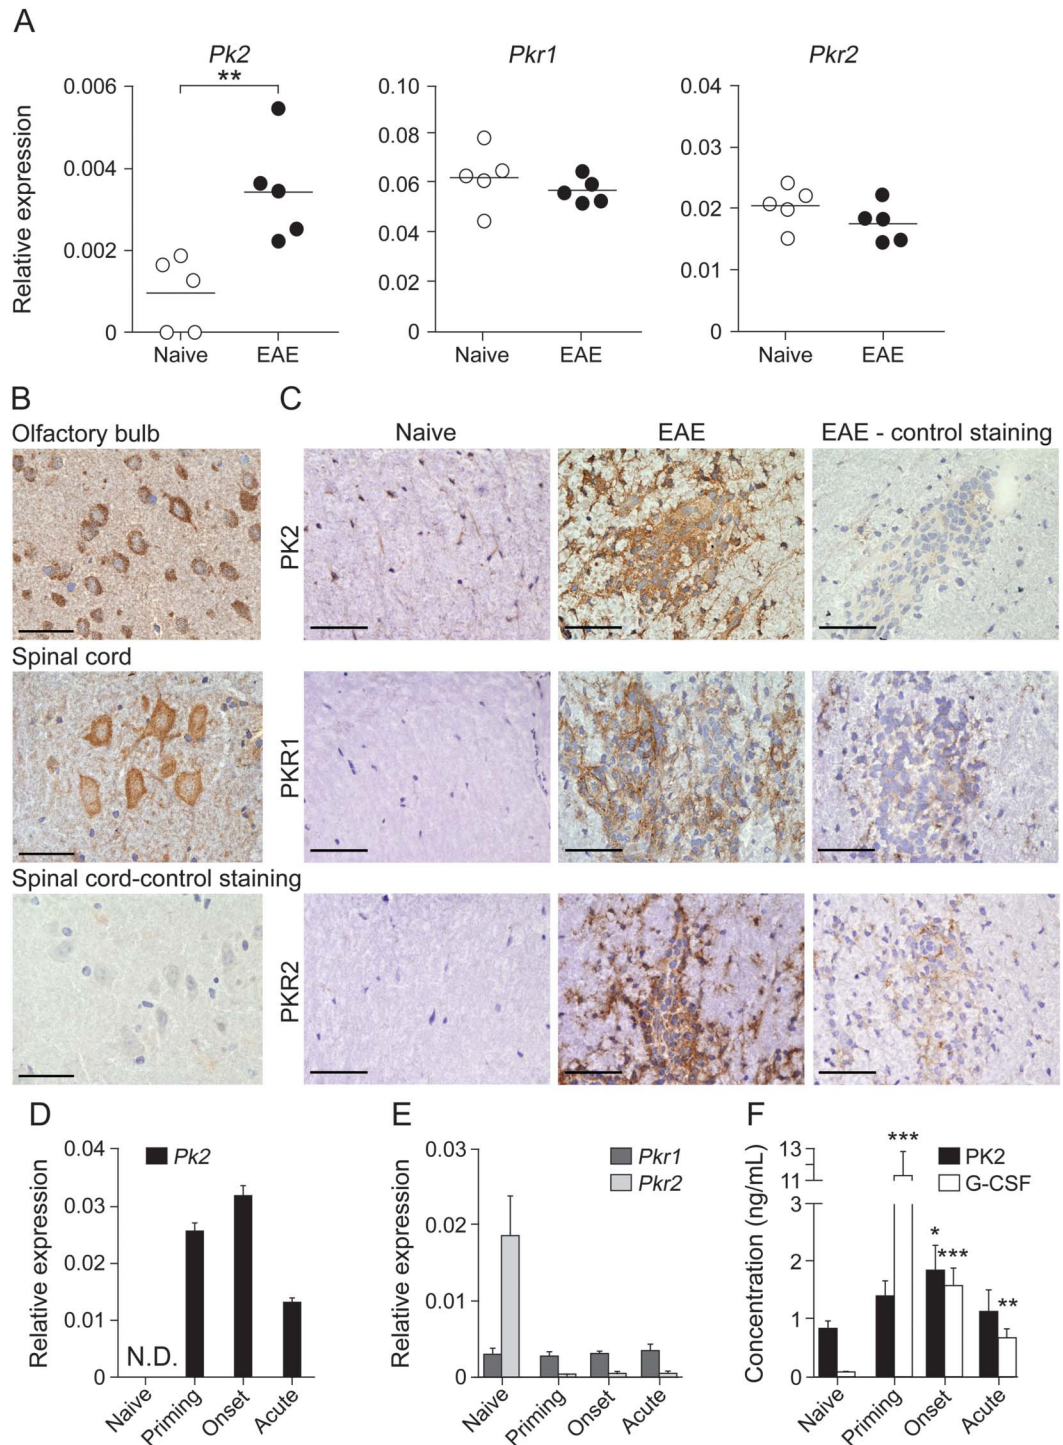 A
Pk2
Pkr1
Pkr2
**
Relative expression
0.006
0.004
0.002
0
Naive
EAE
0.10
0.08
0.06
0.04
0.02
0
Naive
EAE
0.04
0.03
0.02
0.01
0
Naive
EAE
B
C
Olfactory bulb
Spinal cord
Spinal cord-control staining
Naive
EAE
EAE - control staining
PK2
PKR1
PKR2
D
Relative expression
0.04
0.03
0.02
0.01
0
Pk2
N.D.
Naive
Priming
Onset
Acute
E
Relative expression
0.03
0.02
0.01
0
Pkr1
Pkr2
Naive
Priming
Onset
Acute
F
Concentration (ng/mL)
13
11
3
2
1
0
***
PK2
G-CSF
*
***
**
Naive
Priming
Onset
Acute